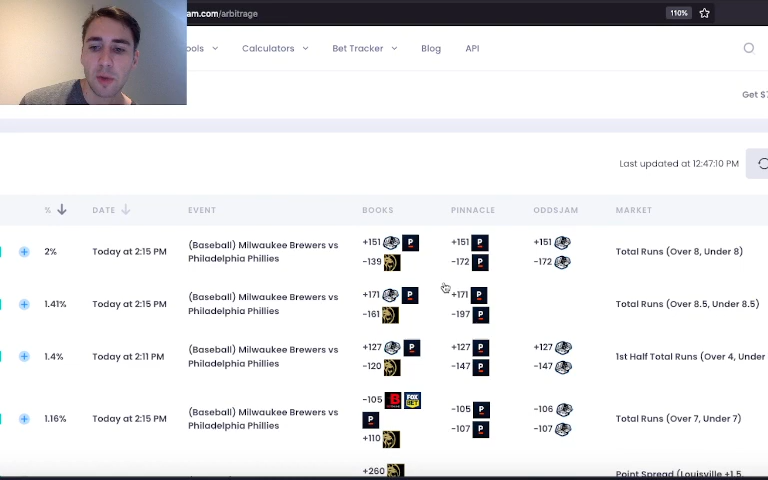 am.com/arbitrage
110%
ools Calculators Bet Tracker Blog API
Get $
Last updated at 12:47:10 PM
% DATE EVENT BOOKS PINNACLE ODDSJAM MARKET
2% Today at 2:15 PM (Baseball) Milwaukee Brewers vs Philadelphia Phillies +151 P -139 +151 P -172 P +151 -172 Total Runs (Over 8, Under 8)
1.41% Today at 2:15 PM (Baseball) Milwaukee Brewers vs Philadelphia Phillies +171 P -161 +171 P -197 P Total Runs (Over 8.5, Under 8.5)
1.4% Today at 2:11 PM (Baseball) Milwaukee Brewers vs Philadelphia Phillies +127 P -120 +127 P -147 P +127 -147 1st Half Total Runs (Over 4, Under
1.16% Today at 2:15 PM (Baseball) Milwaukee Brewers vs Philadelphia Phillies -105 B FOX BET P +110 -105 P -107 P -106 -107 Total Runs (Over 7, Under 7)
+260 Point Spread (Louisville +1.5,